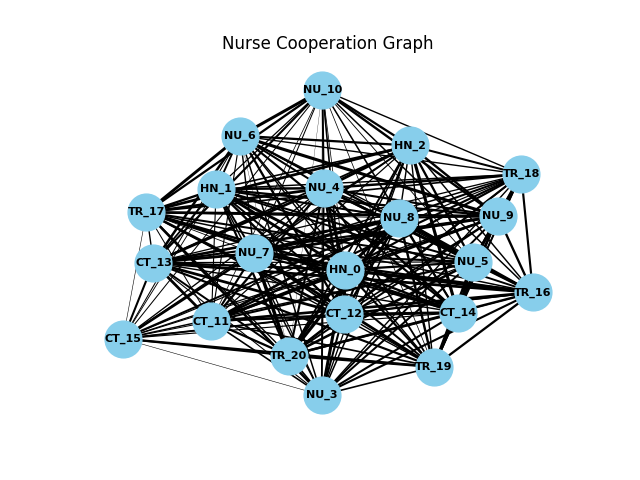 Nurse Cooperation Graph
NU_10
NU_6
HN_2
TR_18
HN_1
NU_4
TR_17
NU_8
NU_9
NU_7
CT_13
NU_5
HN_0
TR_16
CT_12
CT_14
CT_11
CT_15
TR_20
TR_19
NU_3